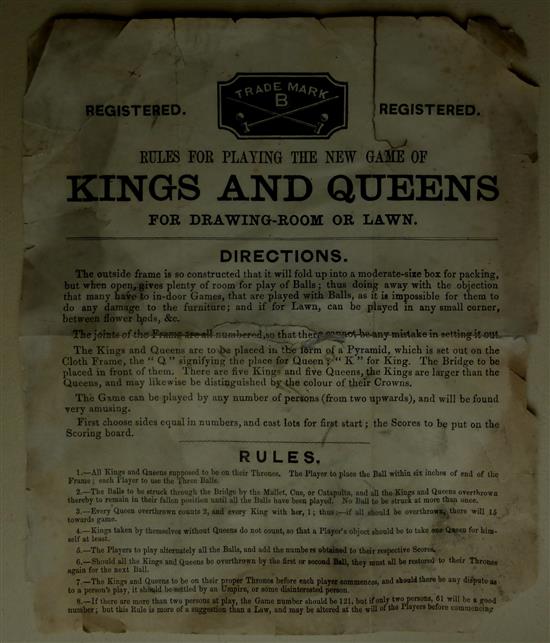 TRADE MARK
B
REGISTERED. REGISTERED.
RULES FOR PLAYING THE NEW GAME OF
KINGS AND QUEENS
FOR DRAWING-ROOM OR LAWN.
DIRECTIONS.
The outside frame is so constructed that it will fold up into a moderate-size box for packing,
but when open, gives plenty of room for play of Balls; thus doing away with the objection
that many have to in-door Games, that are played with Balls, as it is impossible for them to
do any damage to the furniture; and if for Lawn, can be played in any small corner,
between flower beds, &c.
The joints of the Frame are all numbered, so that there cannot be any mistake in setting it out.
The Kings and Queens are to be placed in the form of a Pyramid, which is set out on the
Cloth Frame, the "Q" signifying the place for Queen; "K" for King. The Bridge to be
placed in front of them. There are five Kings and five Queens, the Kings are larger than the
Queens, and may likewise be distinguished by the colour of their Crowns.
The Game can be played by any number of persons (from two upwards), and will be found
very amusing.
First choose sides equal in numbers, and cast lots for first start; the Scores to be put on the
Scoring board.
RULES.
1.—All Kings and Queens supposed to be on their Thrones. The Player to place the Ball within six inches of end of the
Frame; each Player to use the Three Balls.
2.—The Balls to be struck through the Bridge by the Mallet, Cue, or Catapulta, and all the Kings and Queens overthrown
thereby to remain in their fallen position until all the Balls have been played. No Ball to be struck at more than once.
3.—Every Queen overthrown counts 2, and every King with her, 1; thus:—if all should be overthrown, there will 15
towards game.
4.—Kings taken by themselves without Queens do not count, so that a Player's object should be to take one Queen for him-
self at least.
5.—The Players to play alternately all the Balls, and add the numbers obtained to their respective Scores.
6.—Should all the Kings and Queens be overthrown by the first or second Ball, they must all be restored to their Thrones
again for the next Ball.
7.—The Kings and Queens to be on their proper Thrones before each player commences, and should there be any dispute as
to a person's play, it should be settled by an Umpire, or some disinterested person.
8.—If there are more than two persons at play, the Game number should be 121, but if only two persons, 61 will be a good
number; but this Rule is more of a suggestion than a Law, and may be altered at the will of the Players before commencing